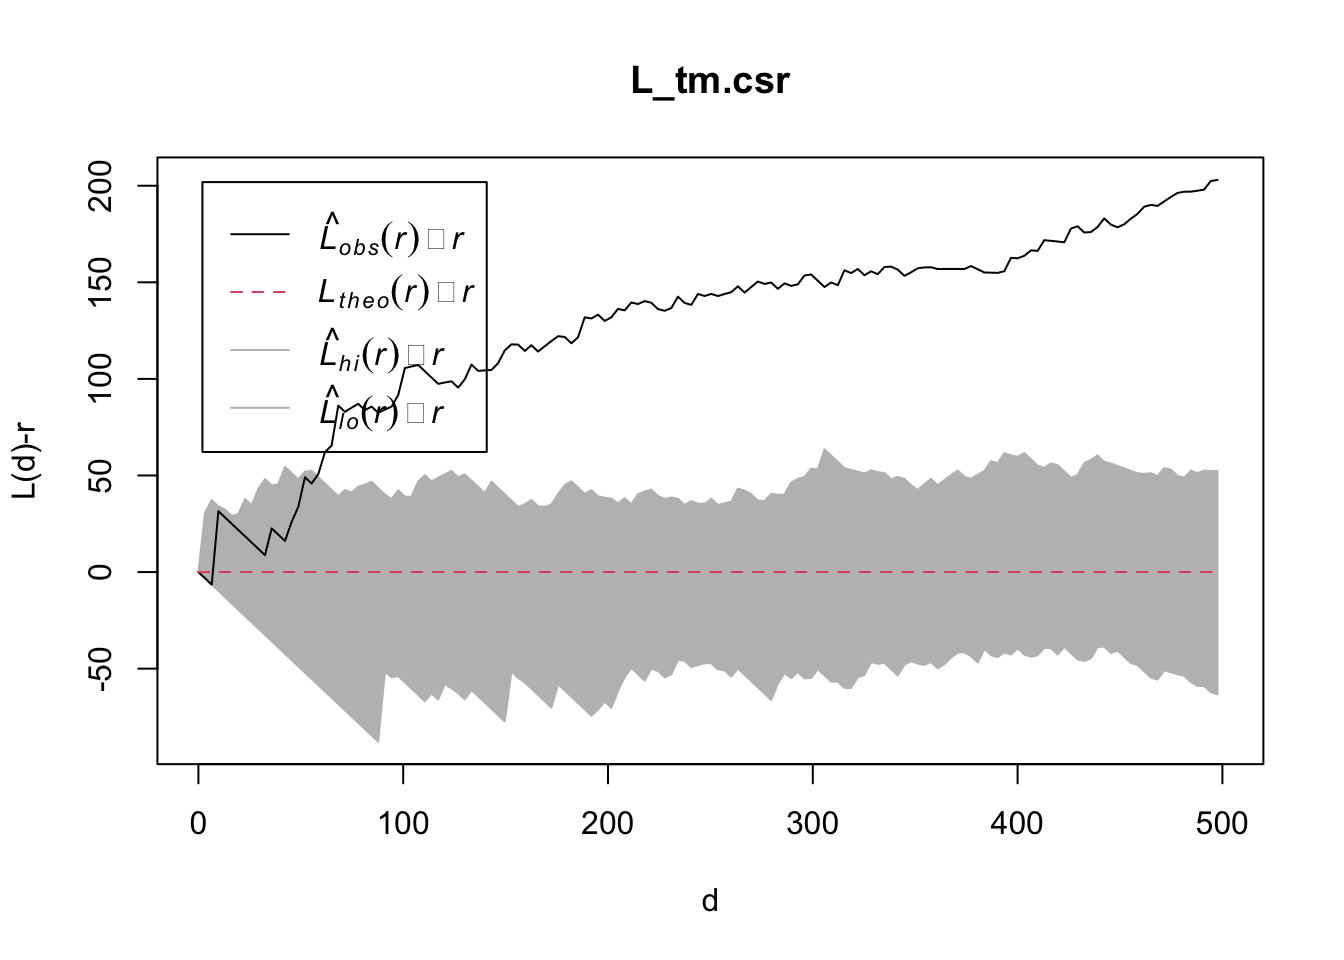 L_tm.csr
L(d)-r
200
150
100
50
0
-50
L̂obs(r) □ r
Ltheo(r) □ r
L̂hi(r) □ r
L̂lo(r) □ r
0 100 200 300 400 500
d